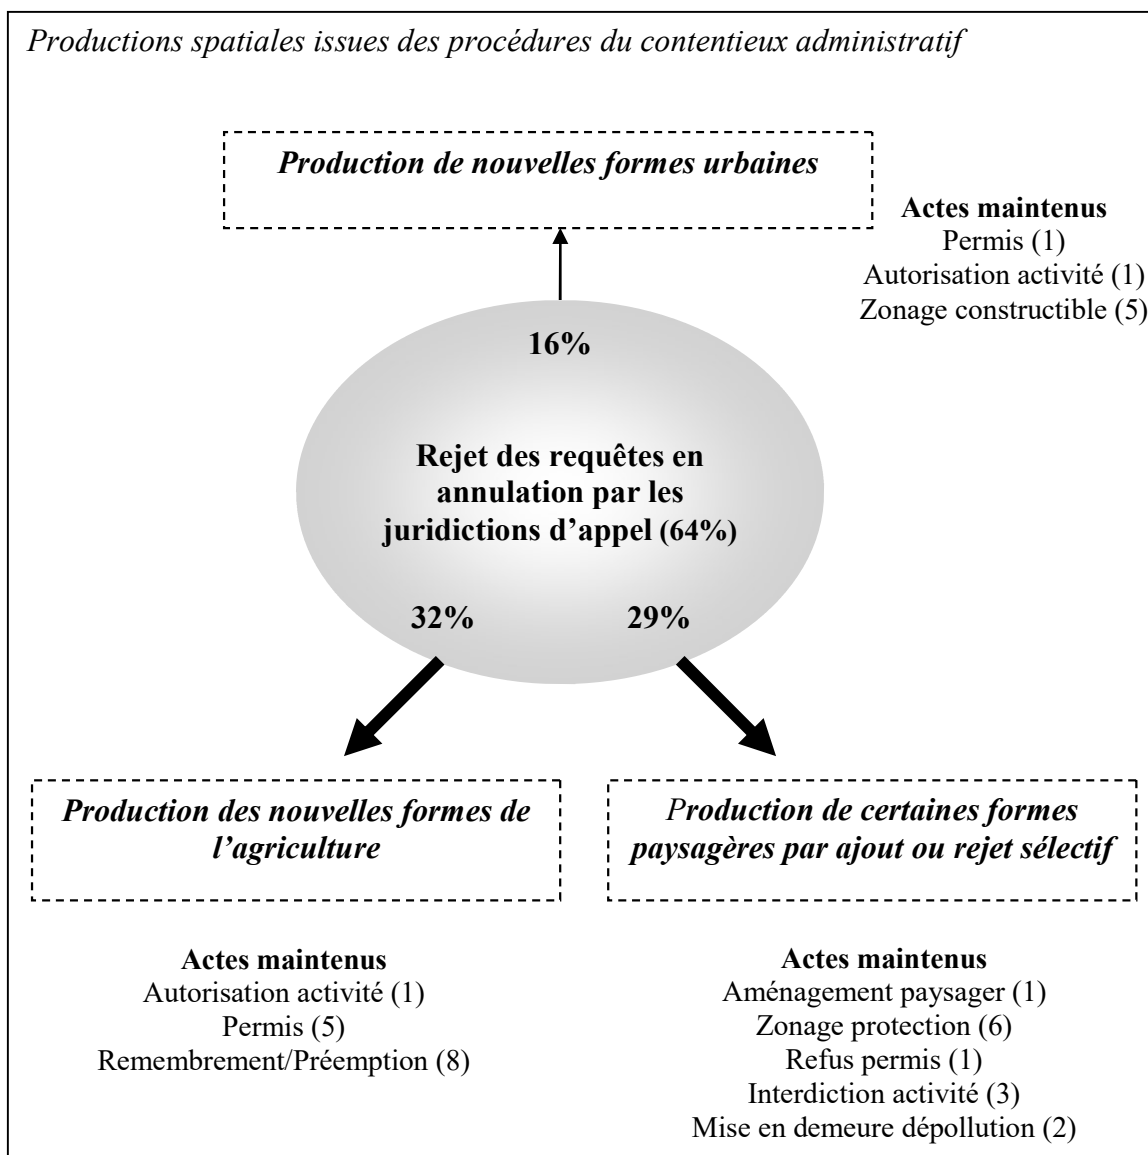 Productions spatiales issues des procédures du contentieux administratif
Production de nouvelles formes urbaines
Actes maintenus
Permis (1)
Autorisation activité (1)
Zonage constructible (5)
16%
Rejet des requêtes en
annulation par les
juridictions d’appel (64%)
32%
29%
Production des nouvelles formes de
l’agriculture
Actes maintenus
Autorisation activité (1)
Permis (5)
Remembrement/Préemption (8)
Production de certaines formes
paysagères par ajout ou rejet sélectif
Actes maintenus
Aménagement paysager (1)
Zonage protection (6)
Refus permis (1)
Interdiction activité (3)
Mise en demeure dépollution (2)